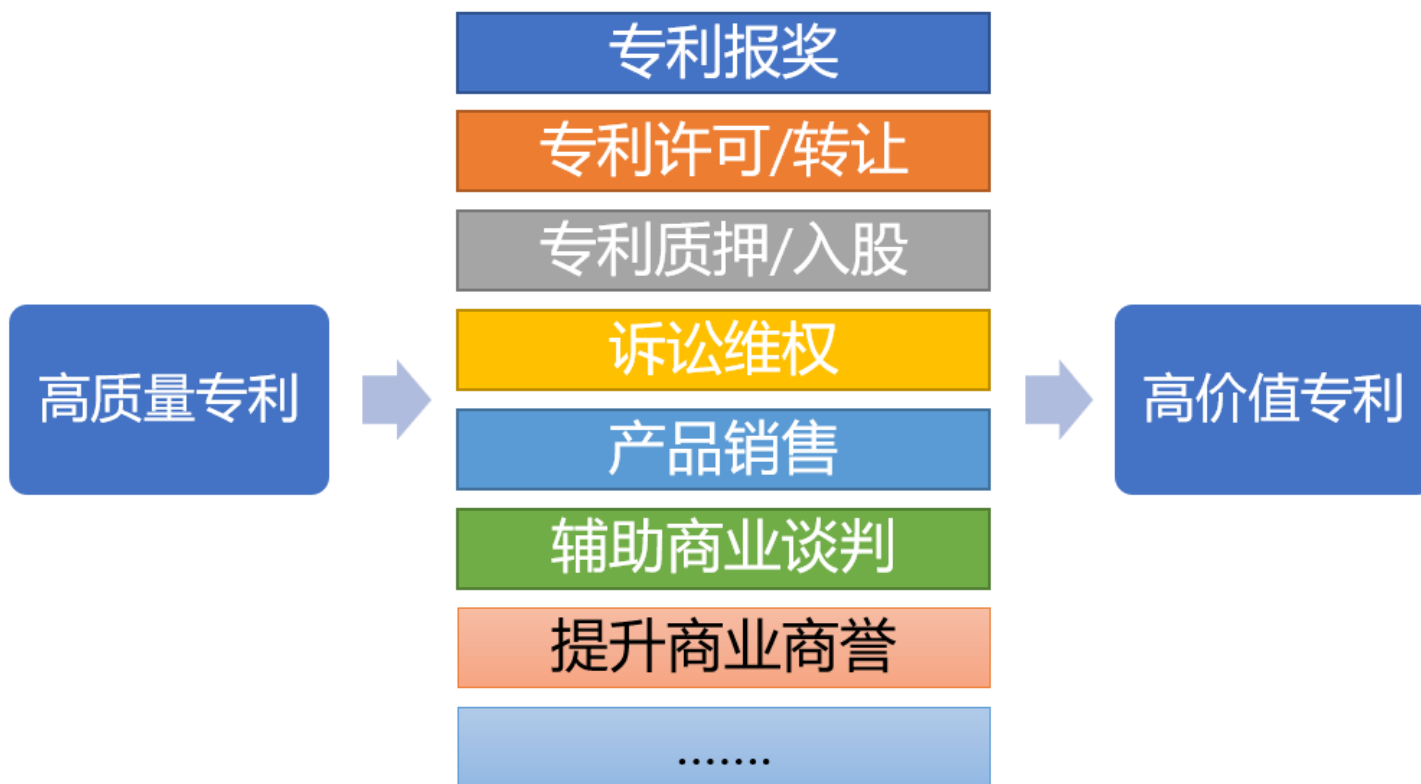 专利报奖
专利许可/转让
专利质押/入股
诉讼维权
高质量专利
高价值专利
产品销售
辅助商业谈判
提升商业商誉
.......